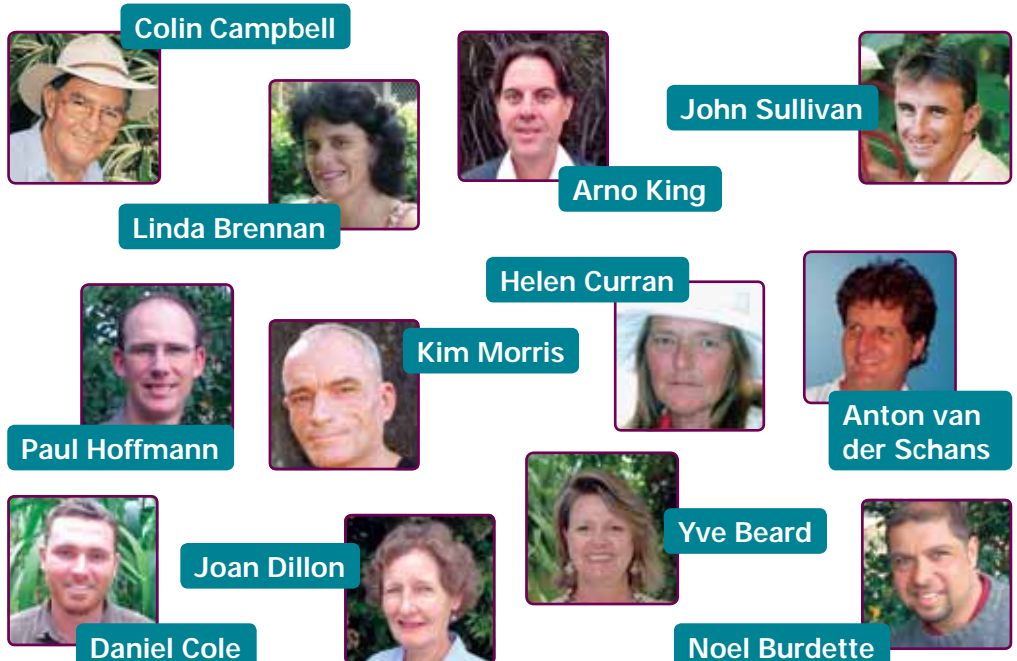 Colin Campbell
John Sullivan
Arno King
Linda Brennan
Helen Curran
Kim Morris
Anton van
der Schans
Paul Hoffmann
Yve Beard
Joan Dillon
Daniel Cole
Noel Burdette